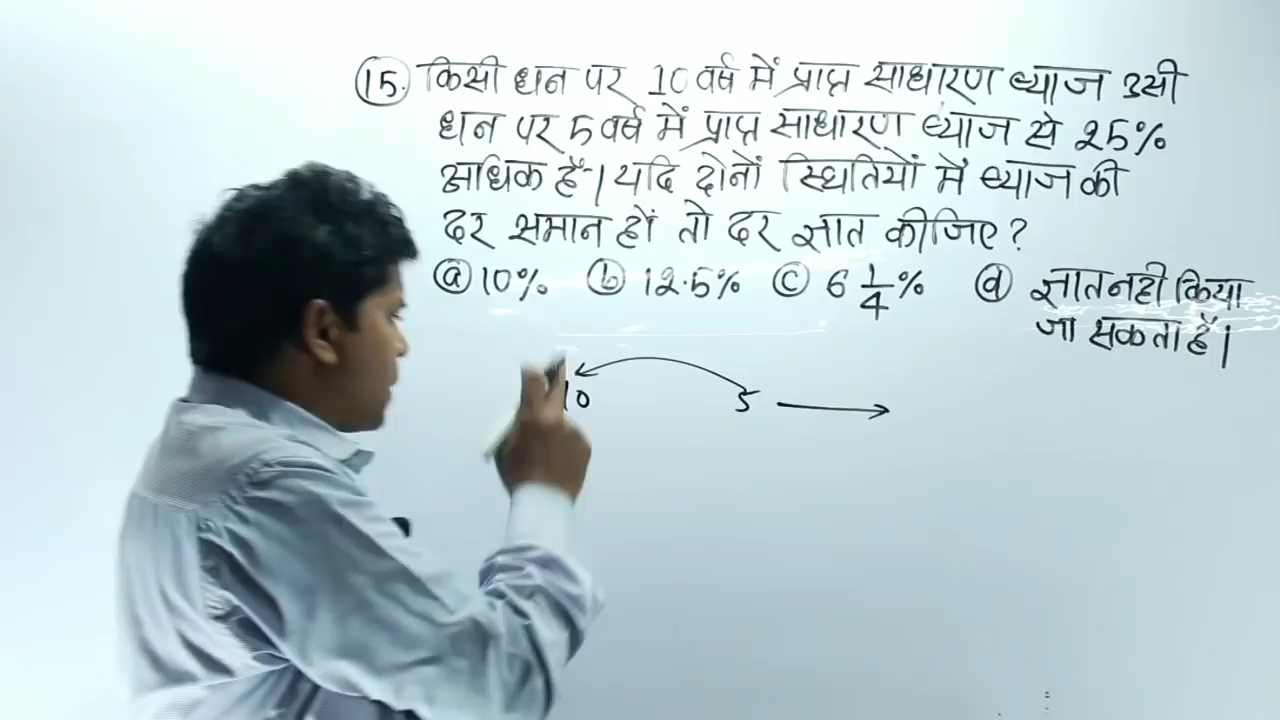 15. किसी धन पर 10 वर्ष में प्राप्त साधारण ब्याज उसी
धन पर 5 वर्ष में प्राप्त साधारण ब्याज से 25%
अधिक है। यदि दोनों स्थितियों में ब्याज की
दर समान हों तो दर ज्ञात कीजिए?
a 10% b 12.5% c 6 1/4 % d ज्ञात नही किया
जा सकता है।
10 5